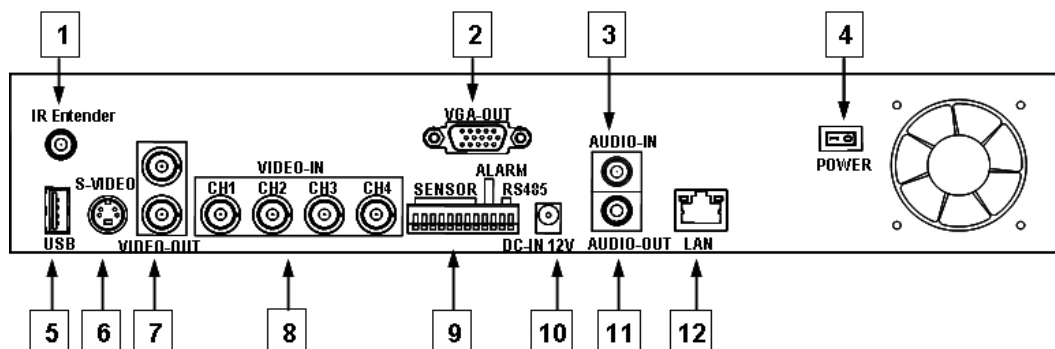 1
2
3
4
IR Entender
VGA-OUT
AUDIO-IN
POWER
VIDEO-IN
ALARM
S-VIDEO
CH1 CH2 CH3 CH4
SENSOR
RS485
USB
VIDEO-OUT
DC-IN 12V
AUDIO-OUT
LAN
5
6
7
8
9
10
11
12